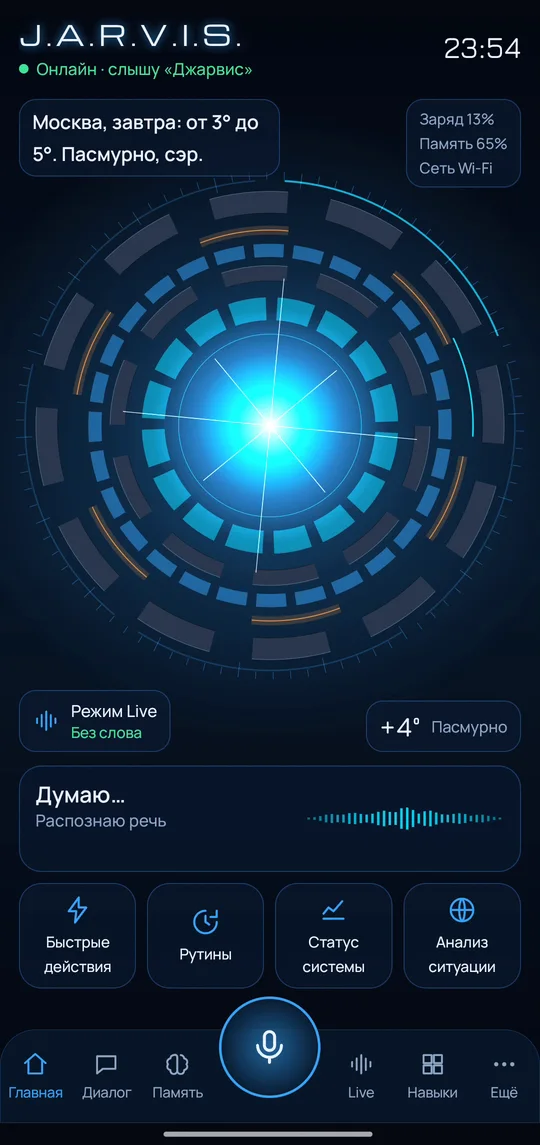 J.A.R.V.I.S.
23:54
Онлайн · слышу «Джарвис»
Москва, завтра: от 3° до
5°. Пасмурно, сэр.
Заряд 13%
Память 65%
Сеть Wi-Fi
Режим Live
Без слова
+4° Пасмурно
Думаю…
Распознаю речь
Быстрые
действия
Рутины
Статус
системы
Анализ
ситуации
Главная
Диалог
Память
Live
Навыки
Ещё